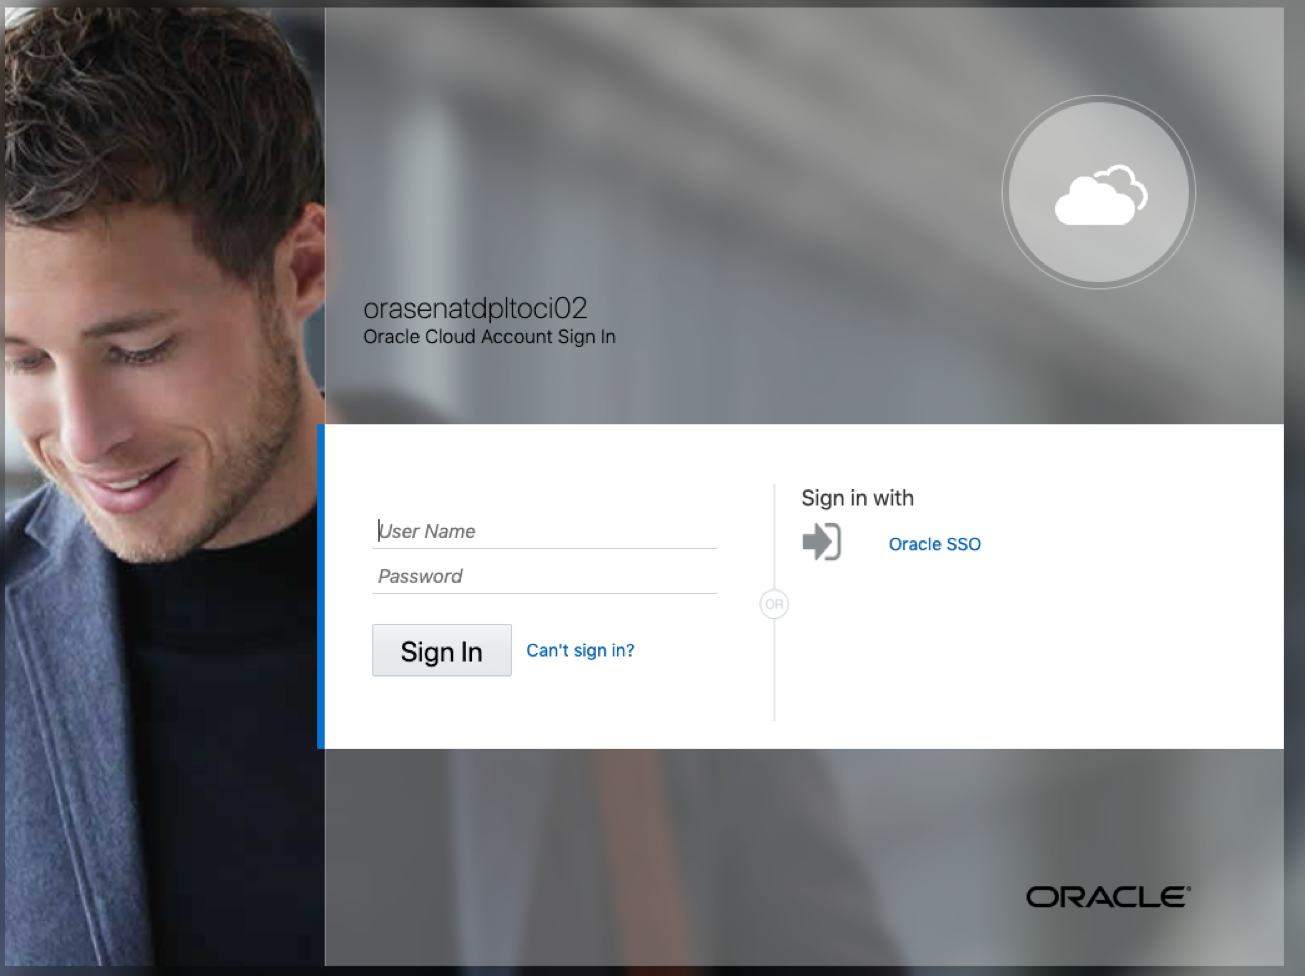 orasenatdpltoci02
Oracle Cloud Account Sign In
User Name
Password
Sign In
Can't sign in?
OR
Sign in with
Oracle SSO
ORACLE®